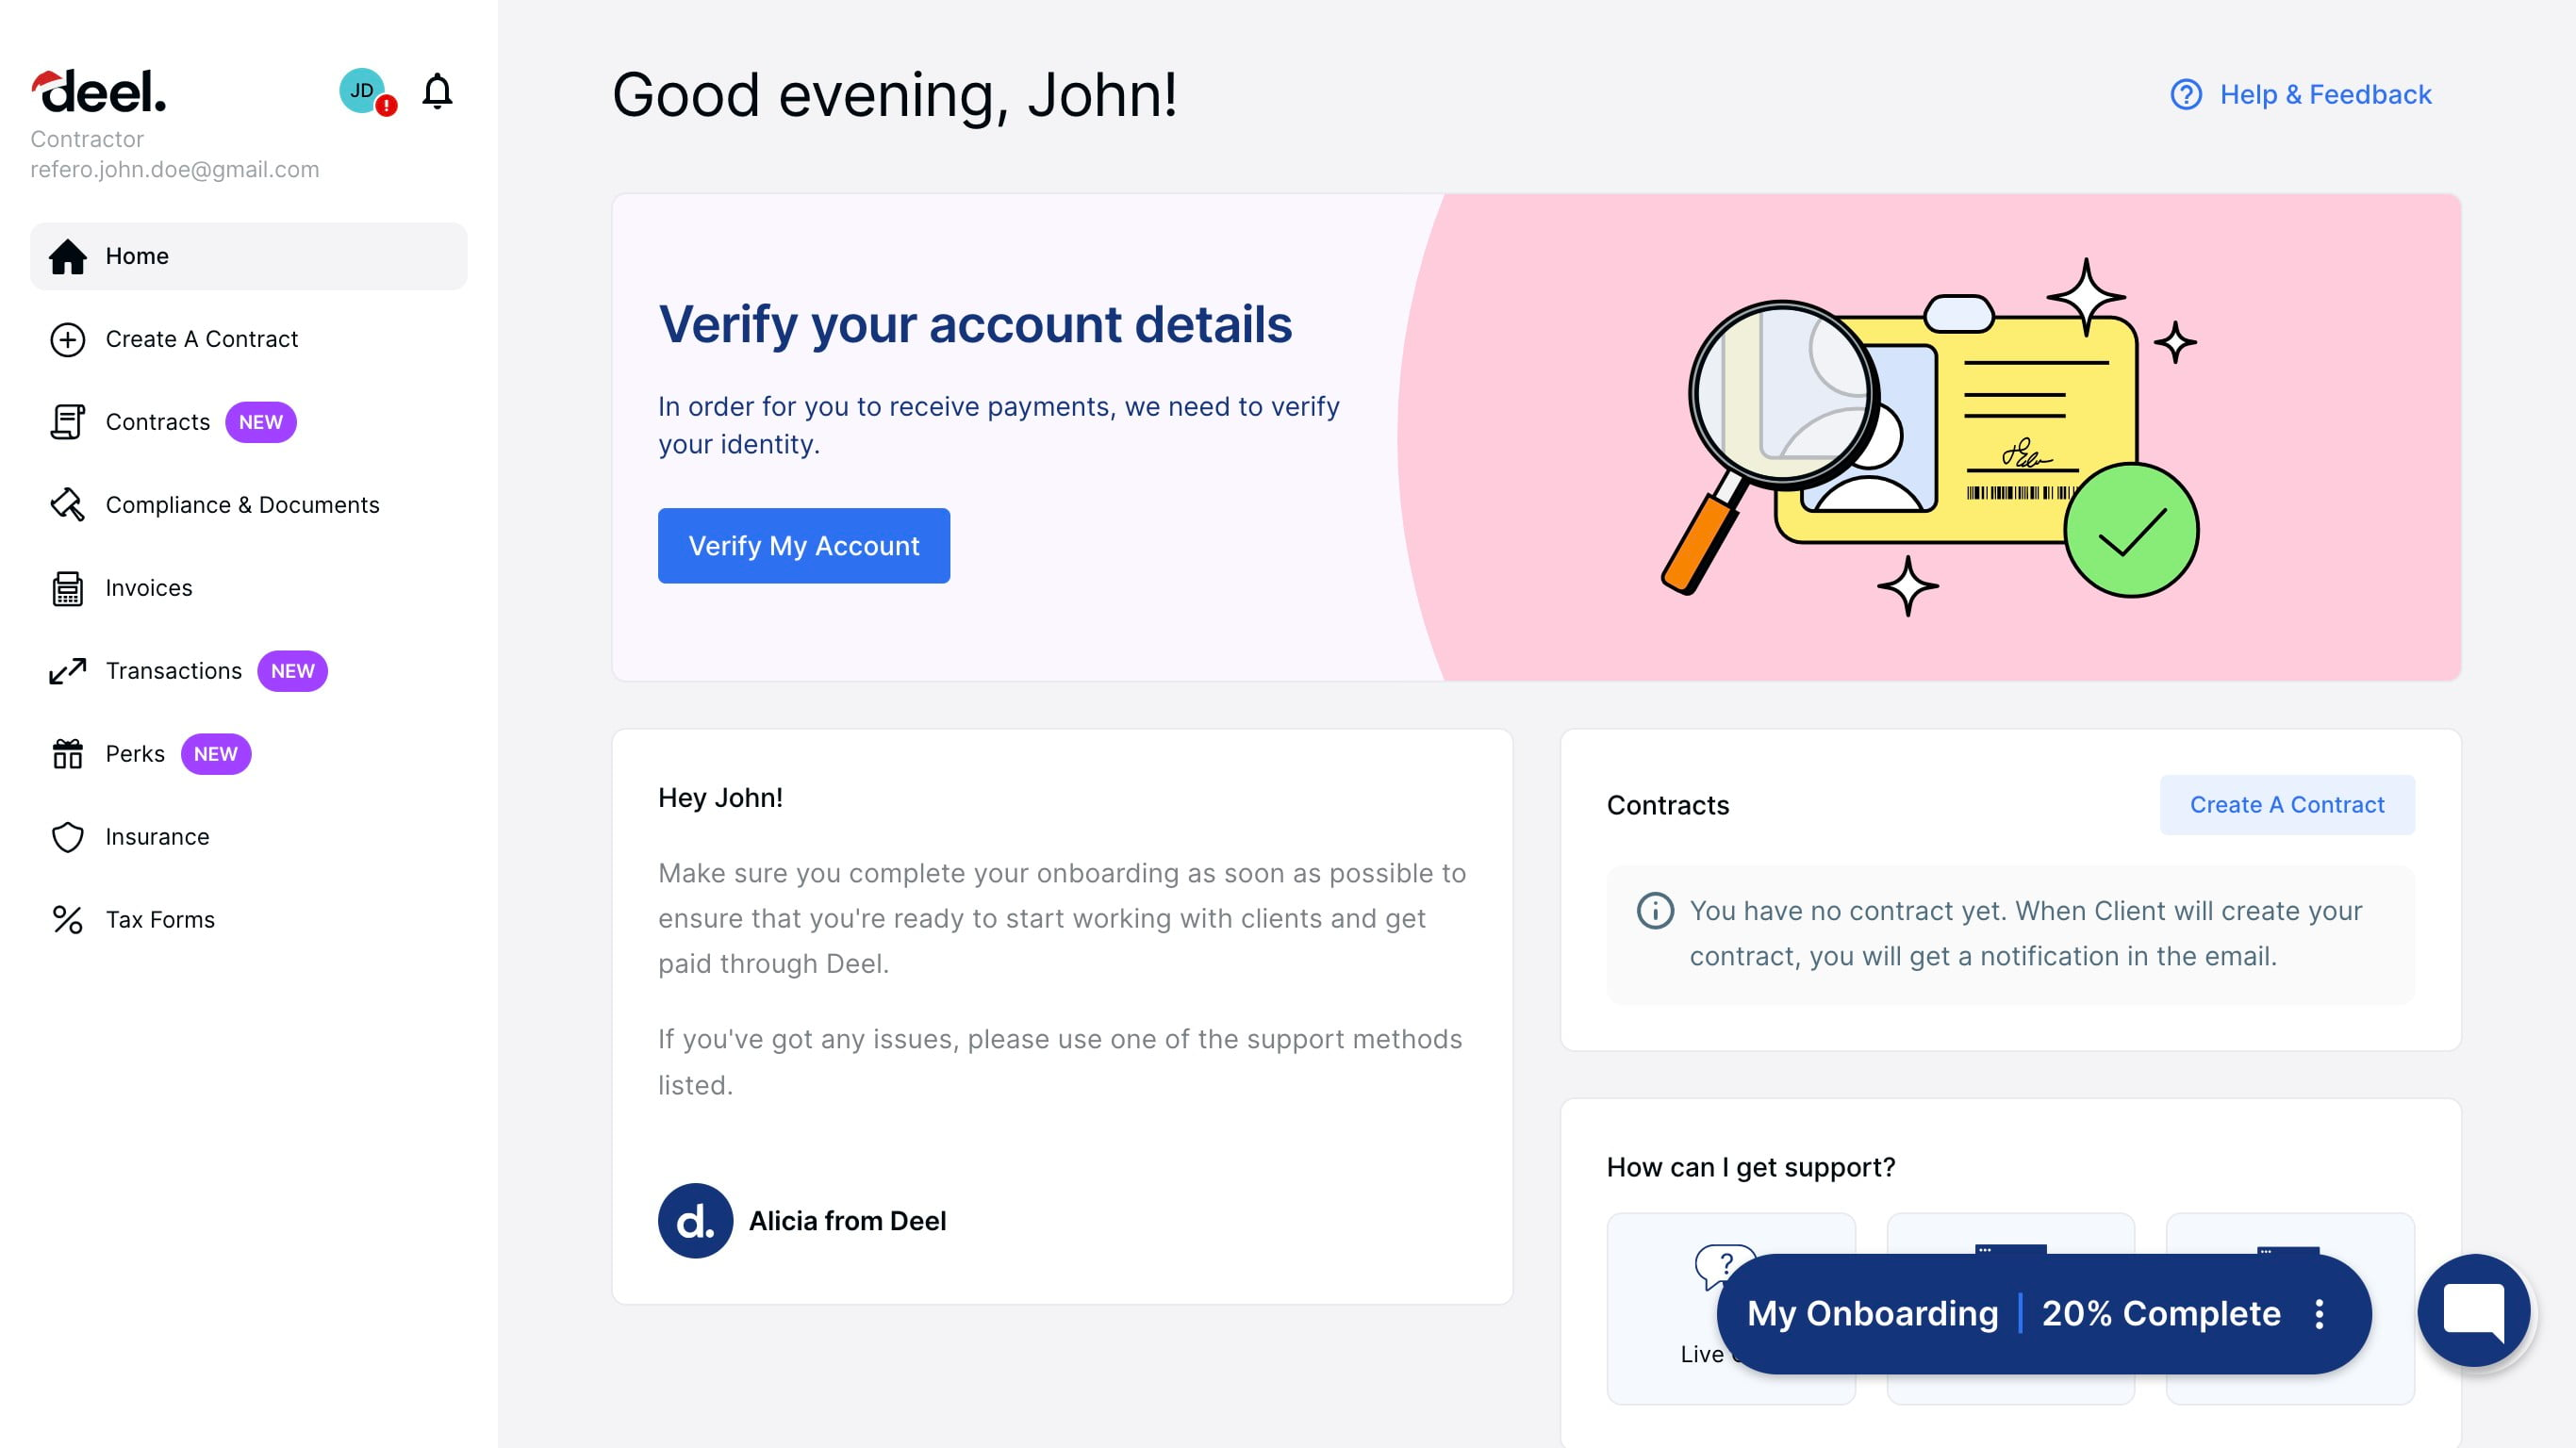 deel.
JD
!
Contractor
refero.john.doe@gmail.com
Home
Create A Contract
Contracts NEW
Compliance & Documents
Invoices
Transactions NEW
Perks NEW
Insurance
Tax Forms
Good evening, John!
? Help & Feedback
Verify your account details
In order for you to receive payments, we need to verify
your identity.
Verify My Account
Hey John!
Make sure you complete your onboarding as soon as possible to
ensure that you're ready to start working with clients and get
paid through Deel.
If you've got any issues, please use one of the support methods
listed.
d. Alicia from Deel
Contracts
Create A Contract
You have no contract yet. When Client will create your
contract, you will get a notification in the email.
How can I get support?
?
Live
My Onboarding | 20% Complete